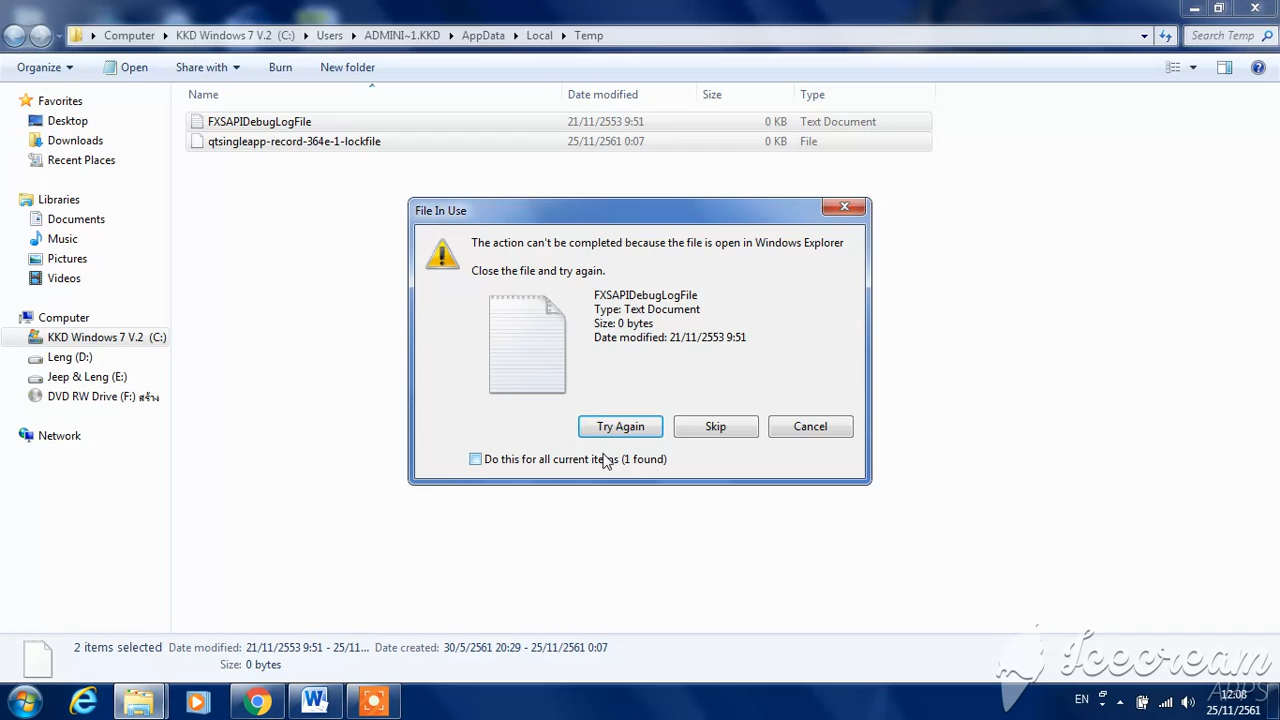 Computer KKD Windows 7 V.2 (C:) Users ADMINI~1.KKD AppData Local Temp Search Temp
Organize Open Share with Burn New folder
Name Date modified Size Type
Favorites
Desktop
Downloads
Recent Places
Libraries
Documents
Music
Pictures
Videos
Computer
KKD Windows 7 V.2 (C:)
Leng (D:)
Jeep & Leng (E:)
DVD RW Drive (F:) สร้าง
Network
FXSAPIDebugLogFile 21/11/2553 9:51 0 KB Text Document
qtsingleapp-record-364e-1-lockfile 25/11/2561 0:07 0 KB File
File In Use
The action can't be completed because the file is open in Windows Explorer
Close the file and try again.
FXSAPIDebugLogFile
Type: Text Document
Size: 0 bytes
Date modified: 21/11/2553 9:51
Try Again Skip Cancel
Do this for all current items (1 found)
2 items selected Date modified: 21/11/2553 9:51 - 25/11... Date created: 30/5/2561 20:29 - 25/11/2561 0:07
Size: 0 bytes
Icecream
APPS
EN 12:08
25/11/2561